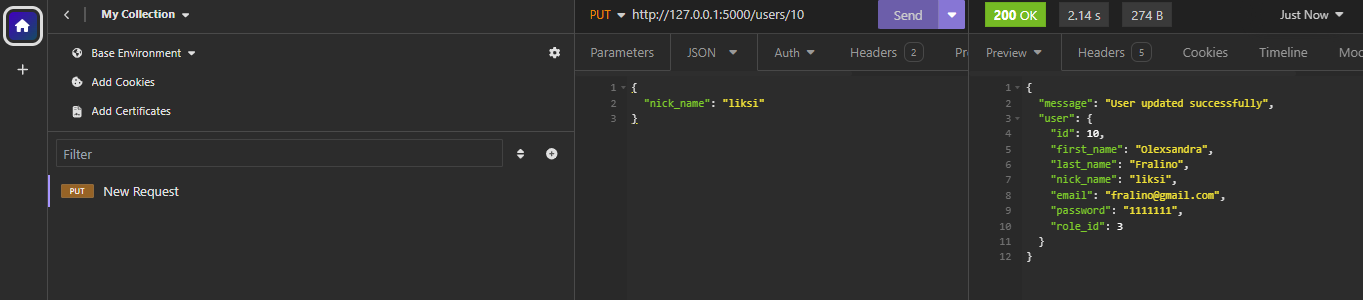 My Collection
Base Environment
Add Cookies
Add Certificates
Filter
PUT New Request
PUT http://127.0.0.1:5000/users/10 Send
Parameters JSON Auth Headers 2 Pr
1 {
2 "nick_name": "liksi"
3 }
200 OK 2.14 s 274 B Just Now
Preview Headers 5 Cookies Timeline Moc
1 {
2 "message": "User updated successfully",
3 "user": {
4 "id": 10,
5 "first_name": "Olexsandra",
6 "last_name": "Fralino",
7 "nick_name": "liksi",
8 "email": "fralino@gmail.com",
9 "password": "1111111",
10 "role_id": 3
11 }
12 }